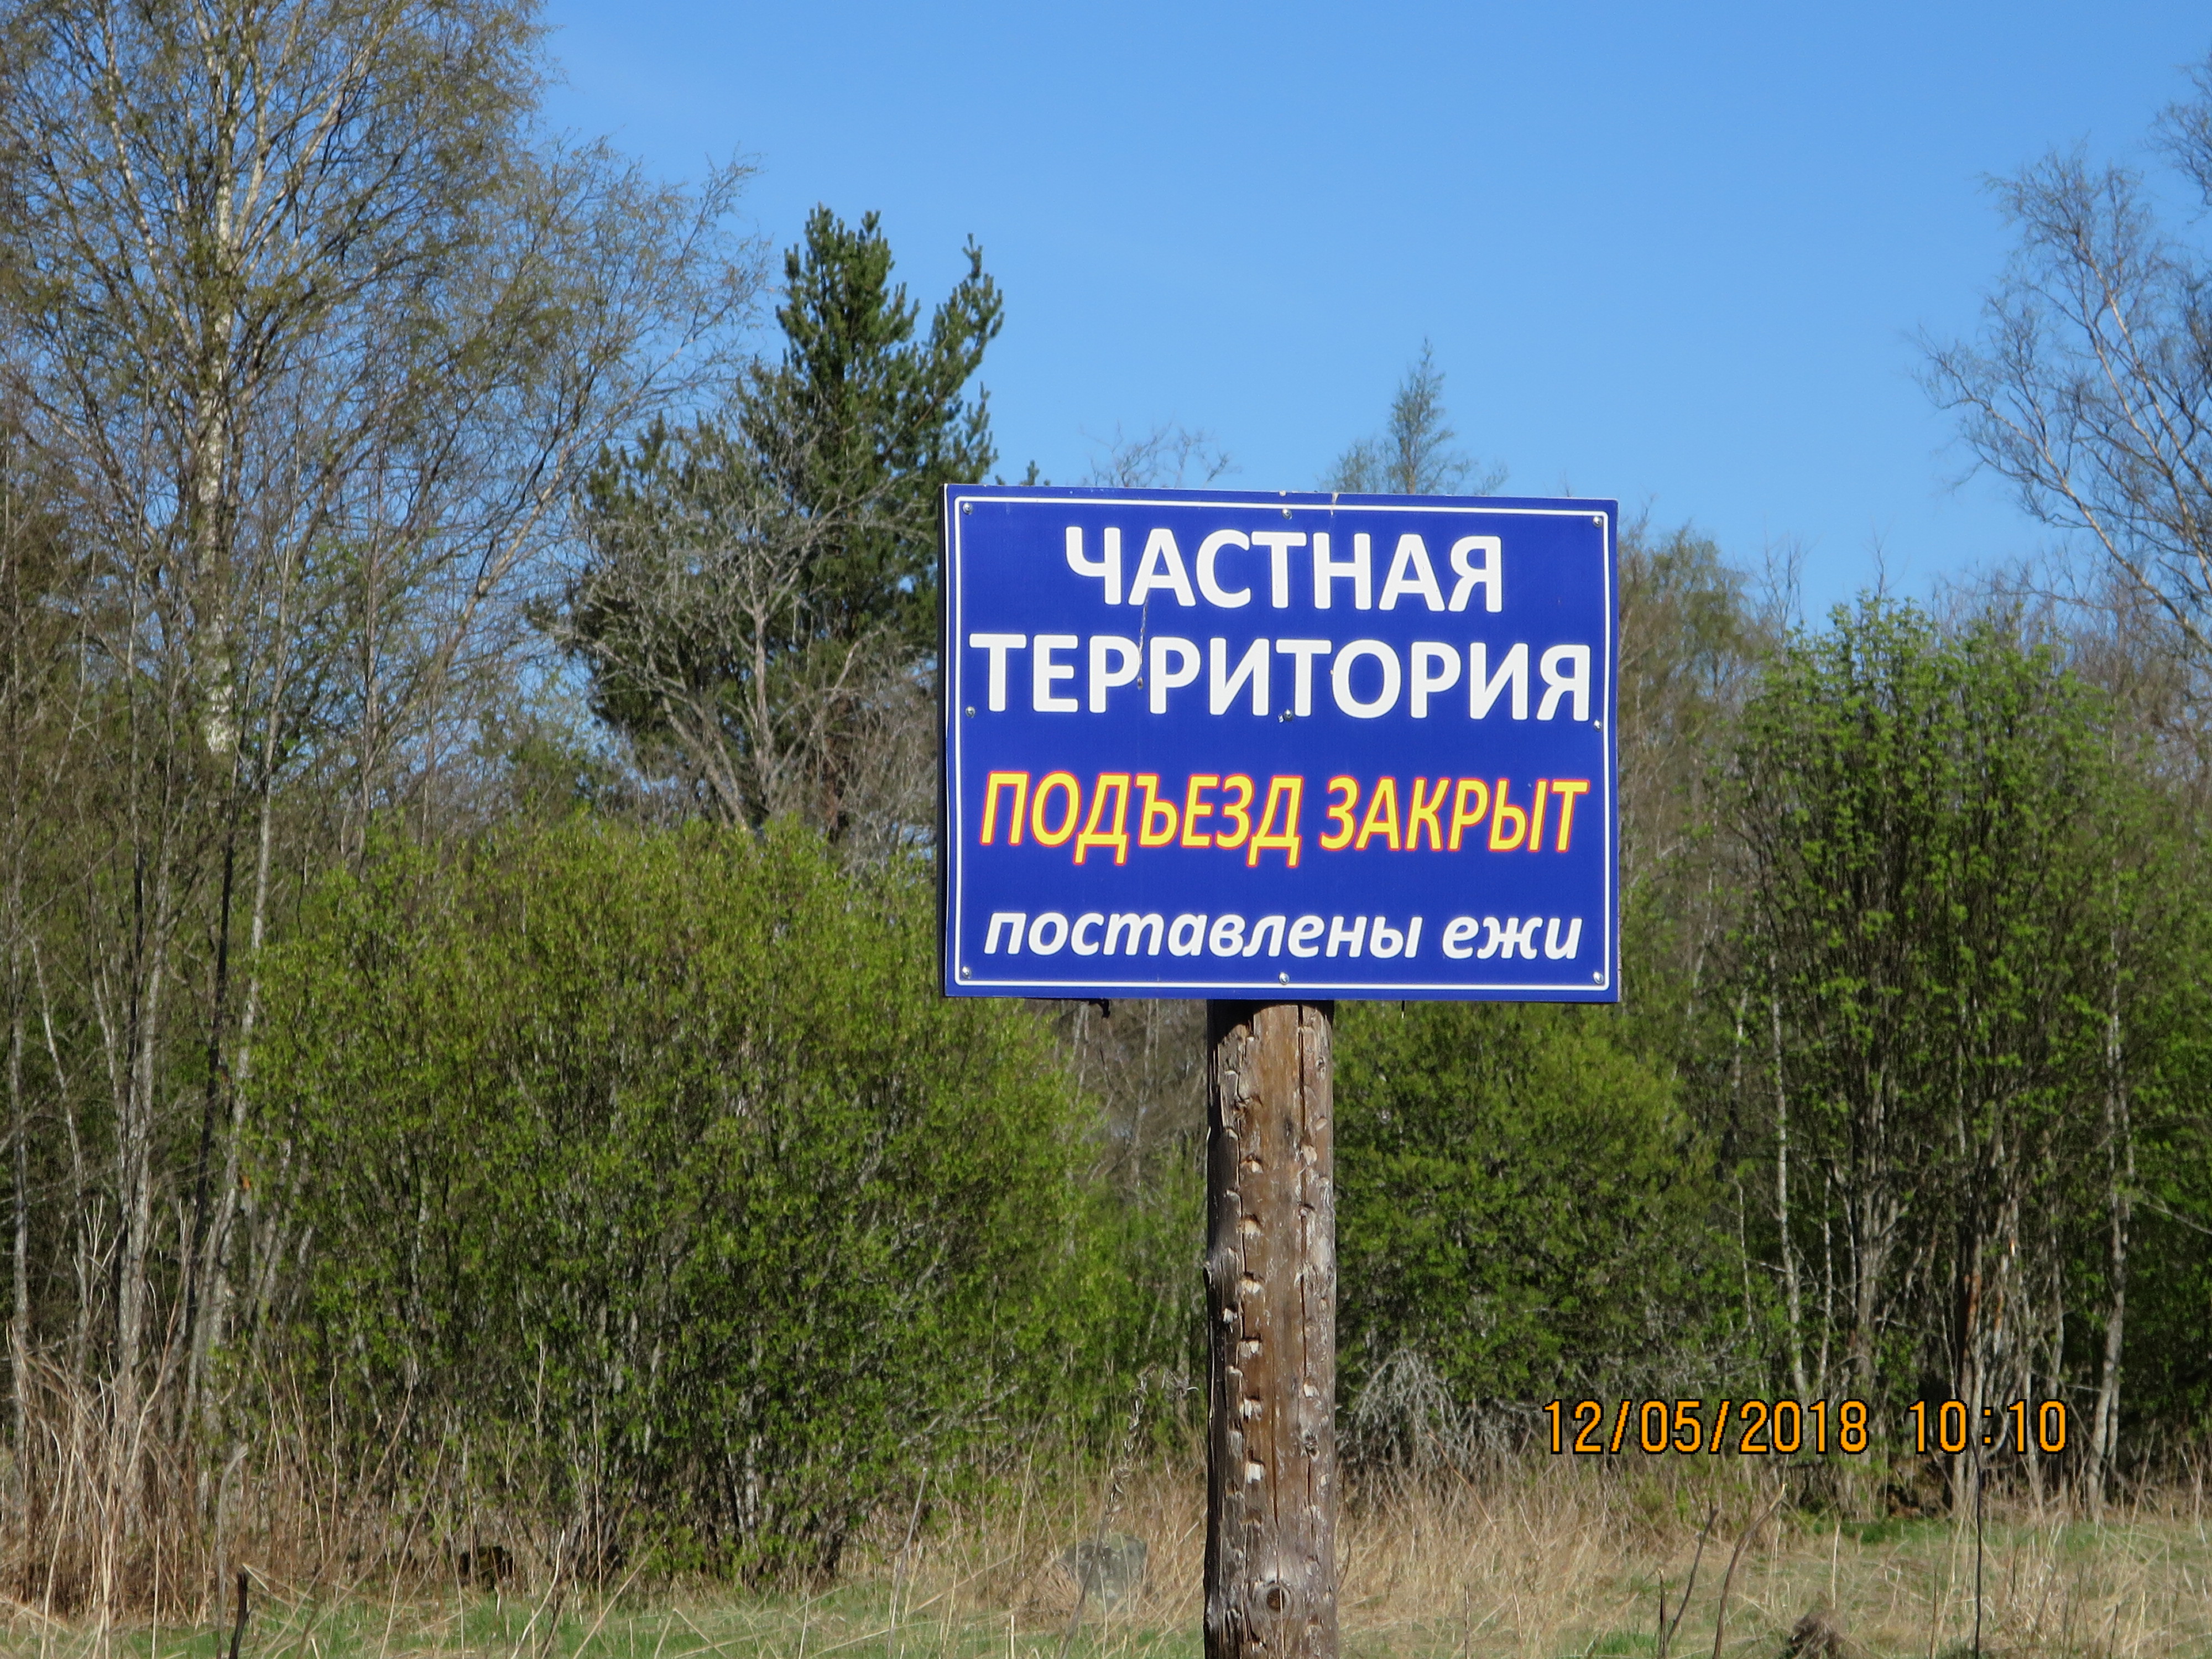 ЧАСТНАЯ
ТЕРРИТОРИЯ
ПОДЪЕЗД ЗАКРЫТ
поставлены ежи
12/05/2018 10:10